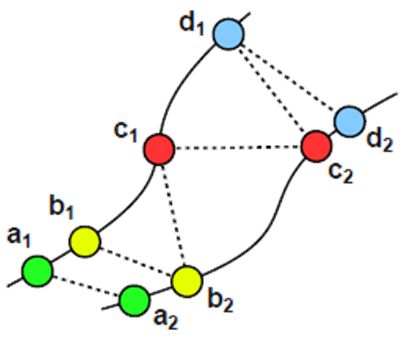 d₁
d₂
c₁
c₂
b₁
a₁
b₂
a₂